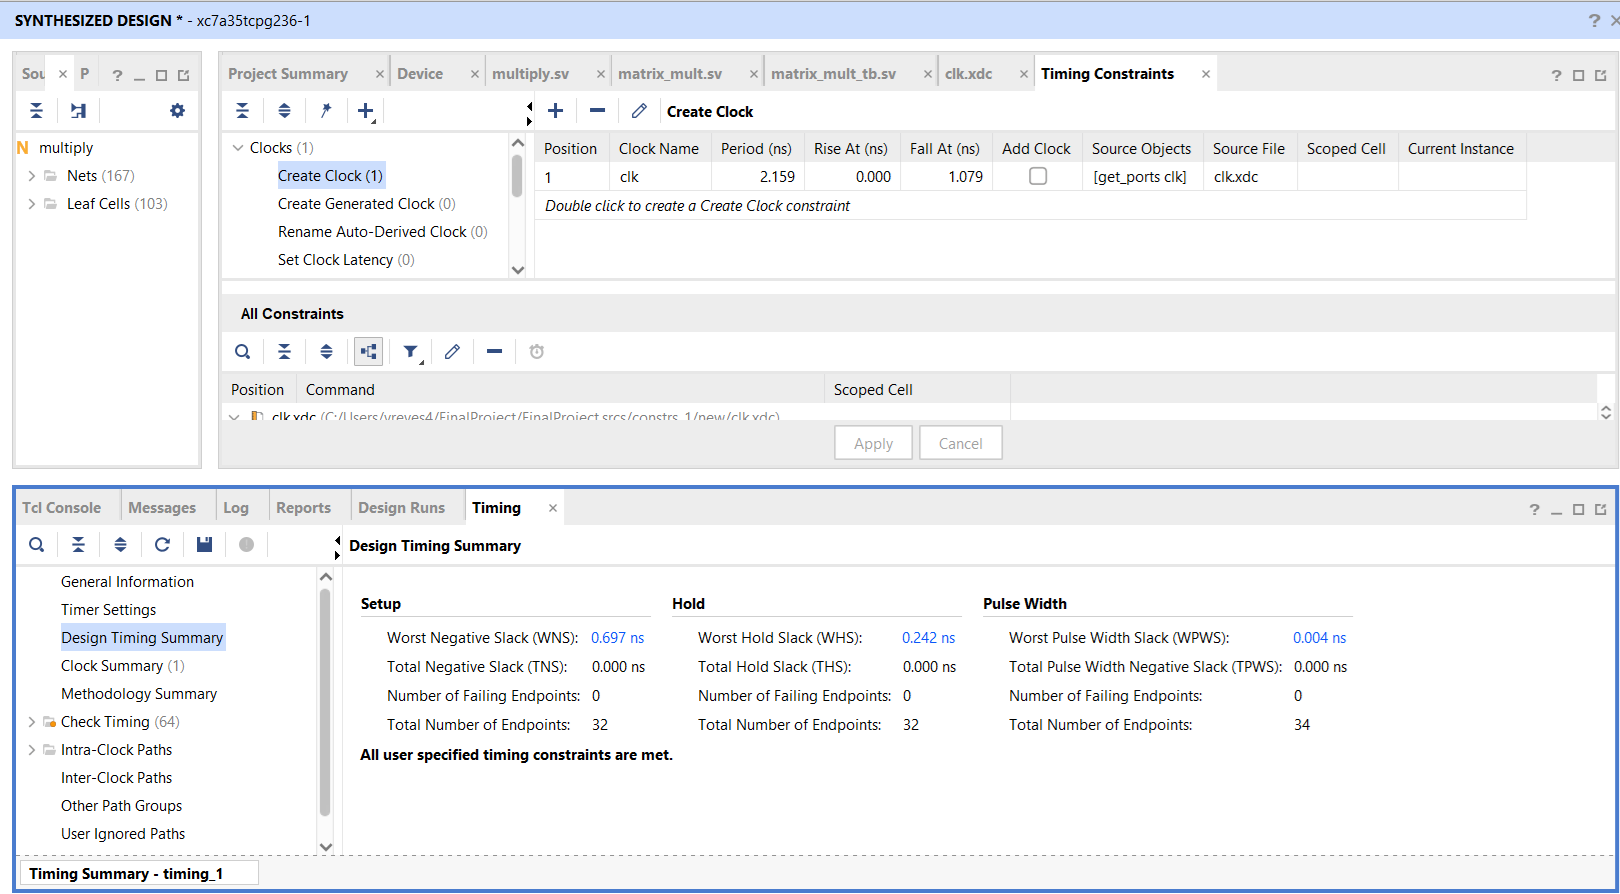 SYNTHESIZED DESIGN * - xc7a35tcpg236-1
Sou
P
multiply
Nets (167)
Leaf Cells (103)
Project Summary
Device
multiply.sv
matrix_mult.sv
matrix_mult_tb.sv
clk.xdc
Timing Constraints
Clocks (1)
Create Clock (1)
Create Generated Clock (0)
Rename Auto-Derived Clock (0)
Set Clock Latency (0)
Create Clock
Position Clock Name Period (ns) Rise At (ns) Fall At (ns) Add Clock Source Objects Source File Scoped Cell Current Instance
1 clk 2.159 0.000 1.079 [get_ports clk] clk.xdc
Double click to create a Create Clock constraint
All Constraints
Position Command Scoped Cell
clk.xdc (C:/Users/vreyes4/FinalProject/FinalProject.srcs/constrs_1/new/clk.xdc)
Apply Cancel
Tcl Console Messages Log Reports Design Runs Timing
General Information
Timer Settings
Design Timing Summary
Clock Summary (1)
Methodology Summary
Check Timing (64)
Intra-Clock Paths
Inter-Clock Paths
Other Path Groups
User Ignored Paths
Design Timing Summary
Setup Hold Pulse Width
Worst Negative Slack (WNS): 0.697 ns Worst Hold Slack (WHS): 0.242 ns Worst Pulse Width Slack (WPWS): 0.004 ns
Total Negative Slack (TNS): 0.000 ns Total Hold Slack (THS): 0.000 ns Total Pulse Width Negative Slack (TPWS): 0.000 ns
Number of Failing Endpoints: 0 Number of Failing Endpoints: 0 Number of Failing Endpoints: 0
Total Number of Endpoints: 32 Total Number of Endpoints: 32 Total Number of Endpoints: 34
All user specified timing constraints are met.
Timing Summary - timing_1